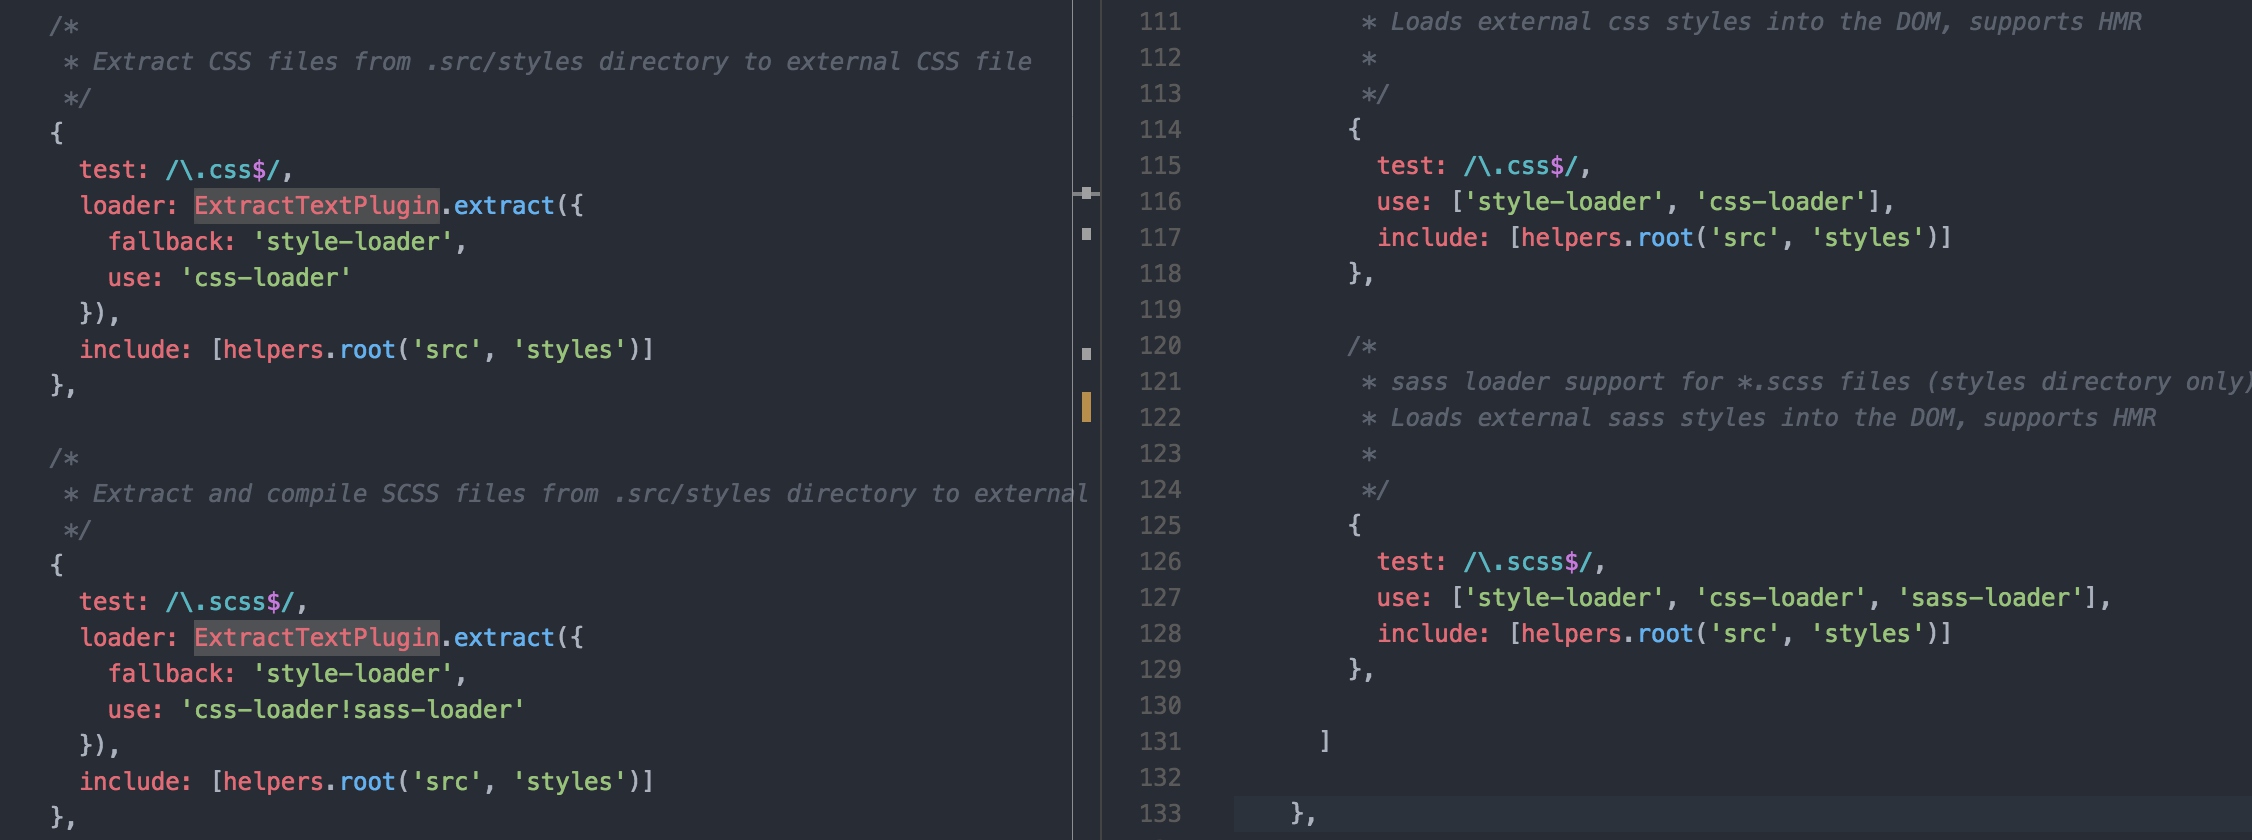 /*
 * Extract CSS files from .src/styles directory to external CSS file
 */
{
  test: /\.css$/,
  loader: ExtractTextPlugin.extract({
    fallback: 'style-loader',
    use: 'css-loader'
  }),
  include: [helpers.root('src', 'styles')]
},
/*
 * Extract and compile SCSS files from .src/styles directory to external
 */
{
  test: /\.scss$/,
  loader: ExtractTextPlugin.extract({
    fallback: 'style-loader',
    use: 'css-loader!sass-loader'
  }),
  include: [helpers.root('src', 'styles')]
},
111 * Loads external css styles into the DOM, supports HMR
112 *
113 */
114 {
115   test: /\.css$/,
116   use: ['style-loader', 'css-loader'],
117   include: [helpers.root('src', 'styles')]
118 },
119
120 /*
121 * sass loader support for *.scss files (styles directory only)
122 * Loads external sass styles into the DOM, supports HMR
123 *
124 */
125 {
126   test: /\.scss$/,
127   use: ['style-loader', 'css-loader', 'sass-loader'],
128   include: [helpers.root('src', 'styles')]
129 },
130
131 ]
132
133 },